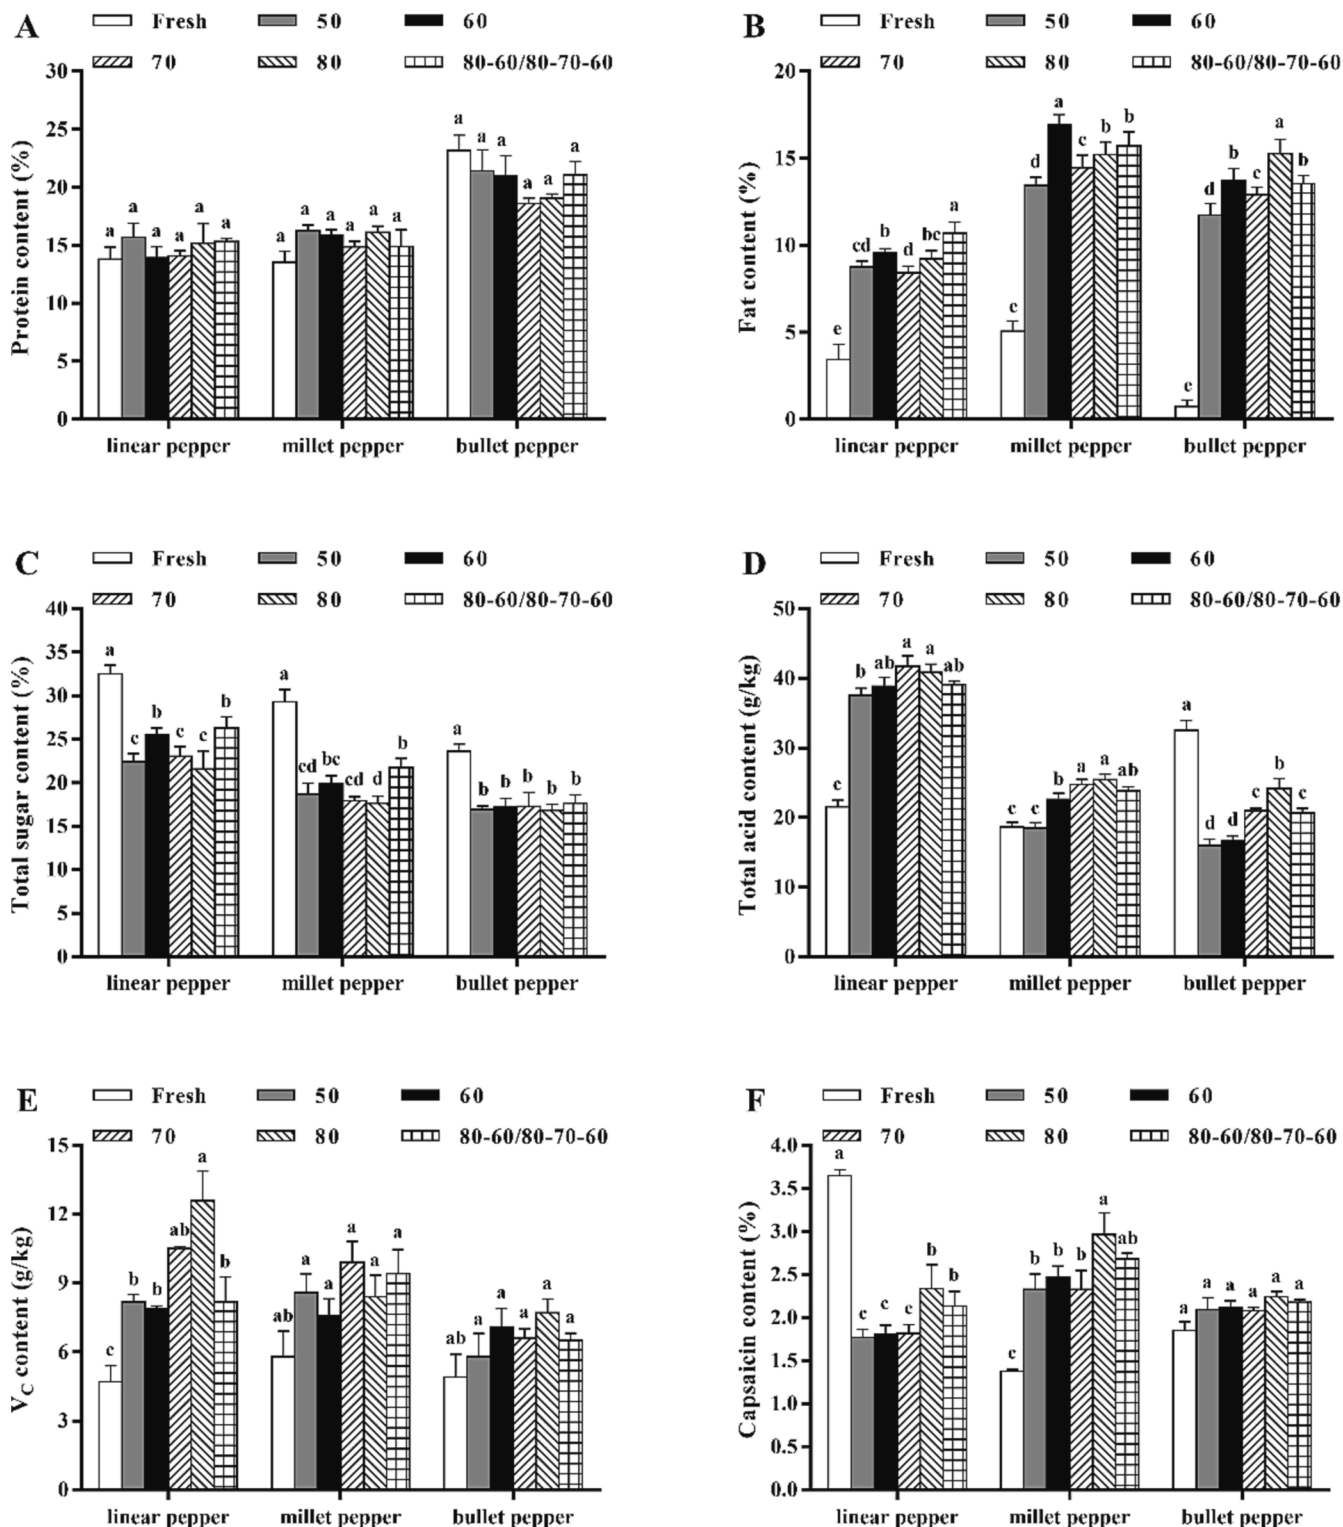 A Fresh 50 60
70 80 80-60/80-70-60
Protein content (%)
30
25
20
15
10
5
0
a a a a a a
a a a a a a
a a a a a a
linear pepper millet pepper bullet pepper
B Fresh 50 60
70 80 80-60/80-70-60
Fat content (%)
20
15
10
5
0
e cd b d bc a
e d a c b b
e d b c a b
linear pepper millet pepper bullet pepper
C Fresh 50 60
70 80 80-60/80-70-60
Total sugar content (%)
40
35
30
25
20
15
10
5
0
a c b c c b
a cd bc cd d b
a b b b b b
linear pepper millet pepper bullet pepper
D Fresh 50 60
70 80 80-60/80-70-60
Total acid content (g/kg)
50
40
30
20
10
0
c b ab a a ab
c c b a a ab
a d d c b c
linear pepper millet pepper bullet pepper
E Fresh 50 60
70 80 80-60/80-70-60
VC content (g/kg)
15
12
9
6
3
0
c b b ab a b
ab a a a a a
ab a a a a a
linear pepper millet pepper bullet pepper
F Fresh 50 60
70 80 80-60/80-70-60
Capsaicin content (%)
4.0
3.5
3.0
2.5
2.0
1.5
1.0
0.5
0.0
a c c c b b
c b b b a ab
a a a a a a
linear pepper millet pepper bullet pepper